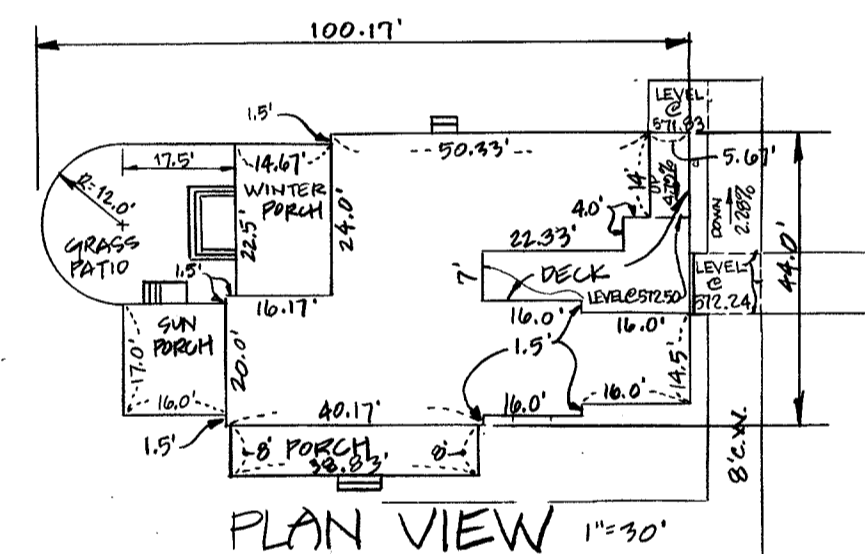 100.17'
LEVEL
@
571.83
1.5'
17.5'
14.67'
50.33'
5.67'
R=12.0'
WINTER
PORCH
14'
UP
4.72%
DOWN
2.28%
4.0'
22.5'
24.0'
44.0'
GRASS
PATIO
22.33'
1.5'
7'
DECK
LEVEL
@
572.24
LEVEL@572.50
16.17'
16.0'
16.0'
SUN
PORCH
17.0'
20.0'
1.5'
14.5'
16.0'
16.0'
16.0'
40.17'
1.5'
8' PORCH 8'
38.83'
8' C.W.
PLAN VIEW 1"=30'